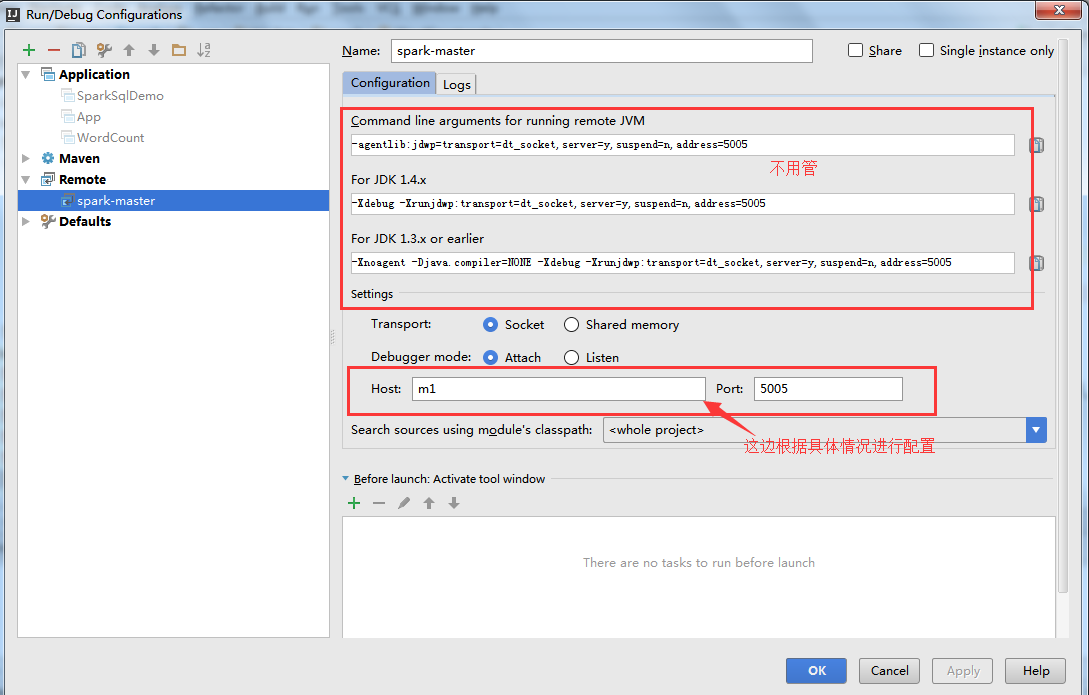 Run/Debug Configurations
Name: spark-master
Share
Single instance only
Application
SparkSqlDemo
App
WordCount
Maven
Remote
spark-master
Defaults
Configuration
Logs
Command line arguments for running remote JVM
-agentlib:jdwp=transport=dt_socket,server=y,suspend=n,address=5005
不用管
For JDK 1.4.x
-Xdebug -Xrunjdwp:transport=dt_socket,server=y,suspend=n,address=5005
For JDK 1.3.x or earlier
-Xnoagent -Djava.compiler=NONE -Xdebug -Xrunjdwp:transport=dt_socket,server=y,suspend=n,address=5005
Settings
Transport: Socket Shared memory
Debugger mode: Attach Listen
Host: m1 Port: 5005
Search sources using module's classpath: <whole project>
这边根据具体情况进行配置
Before launch: Activate tool window
There are no tasks to run before launch
OK
Cancel
Apply
Help